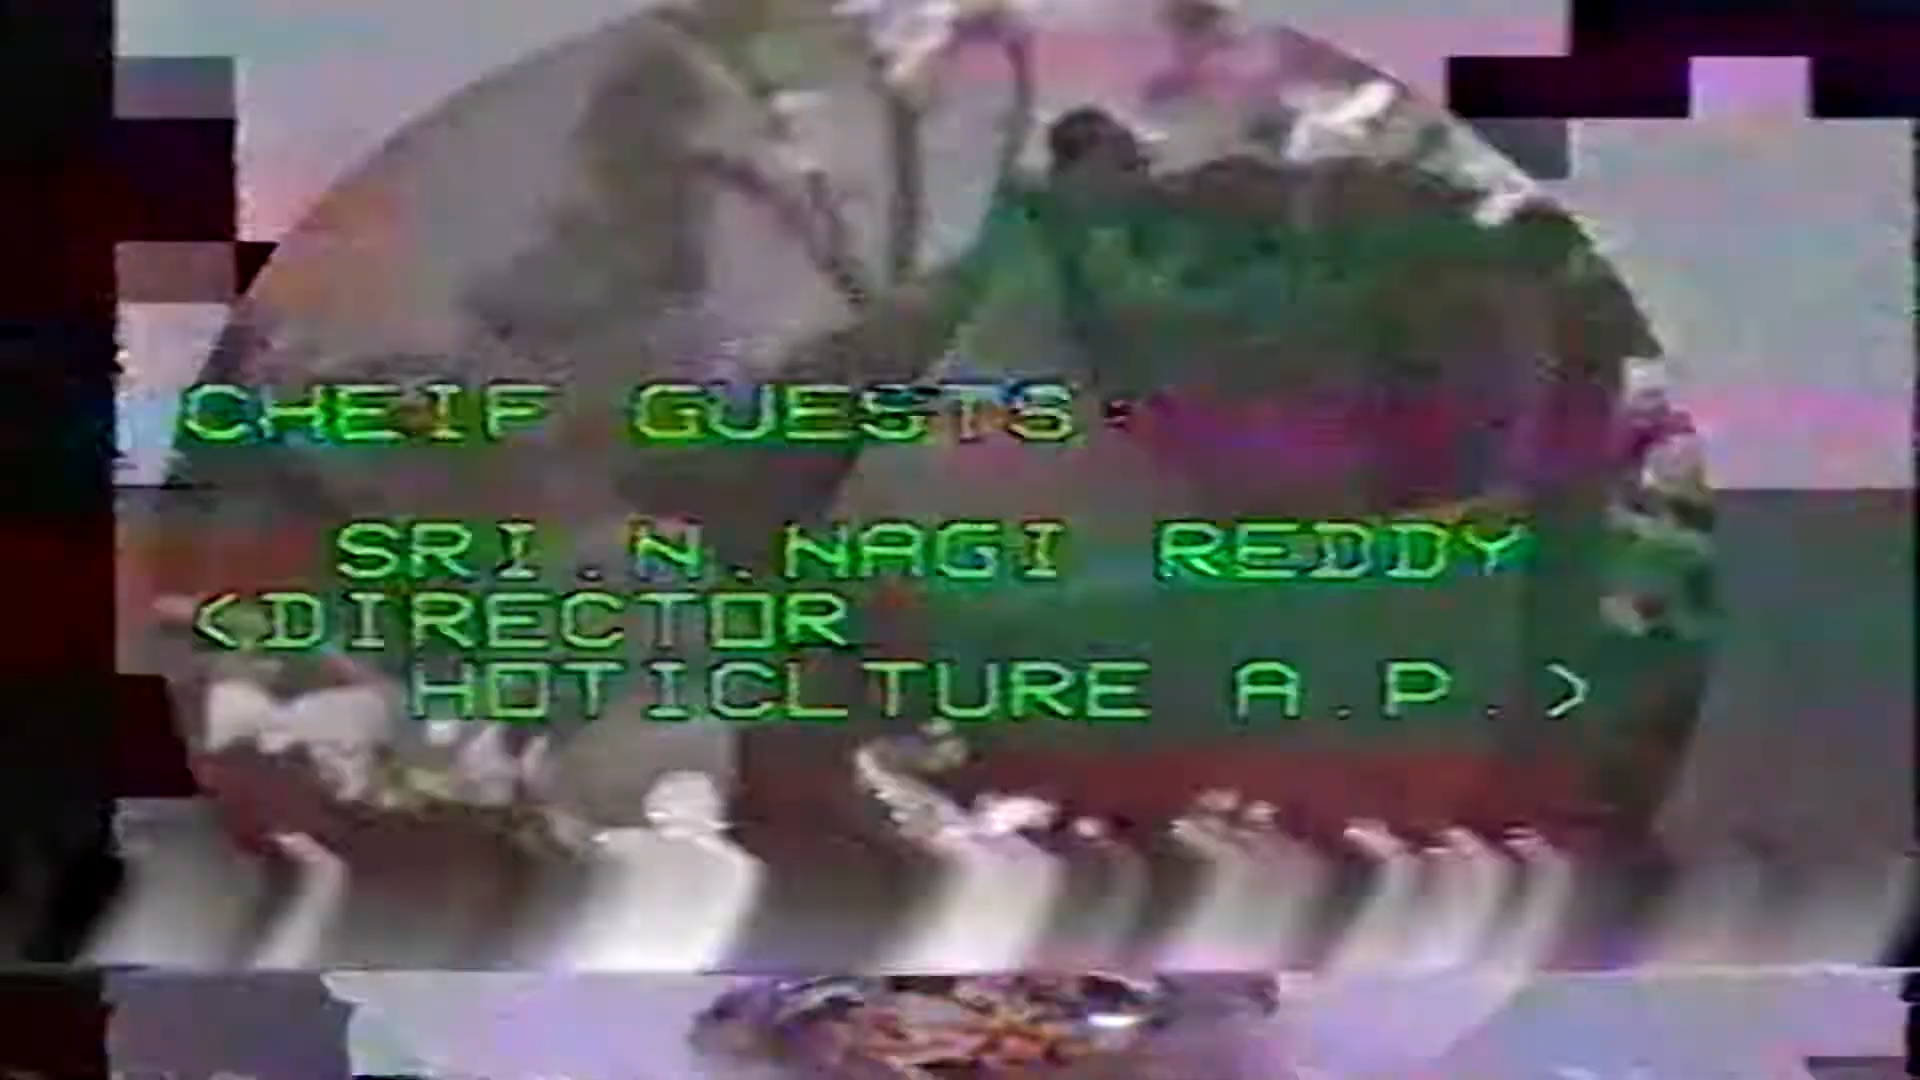 CHEIF GUESTS:
SRI.N.NAGI REDDY
<DIRECTOR
HOTICLTURE A.P.>